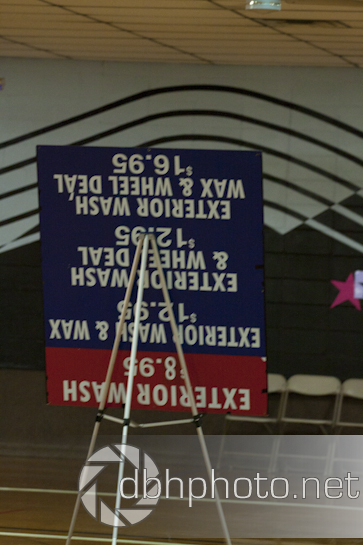 EXTERIOR WASH
$8.95
EXTERIOR WASH & WAX
$12.95
EXTERIOR WASH
& WHEEL DEAL
$12.95
EXTERIOR WASH
WAX & WHEEL DEAL
$16.95
dbhphoto.net